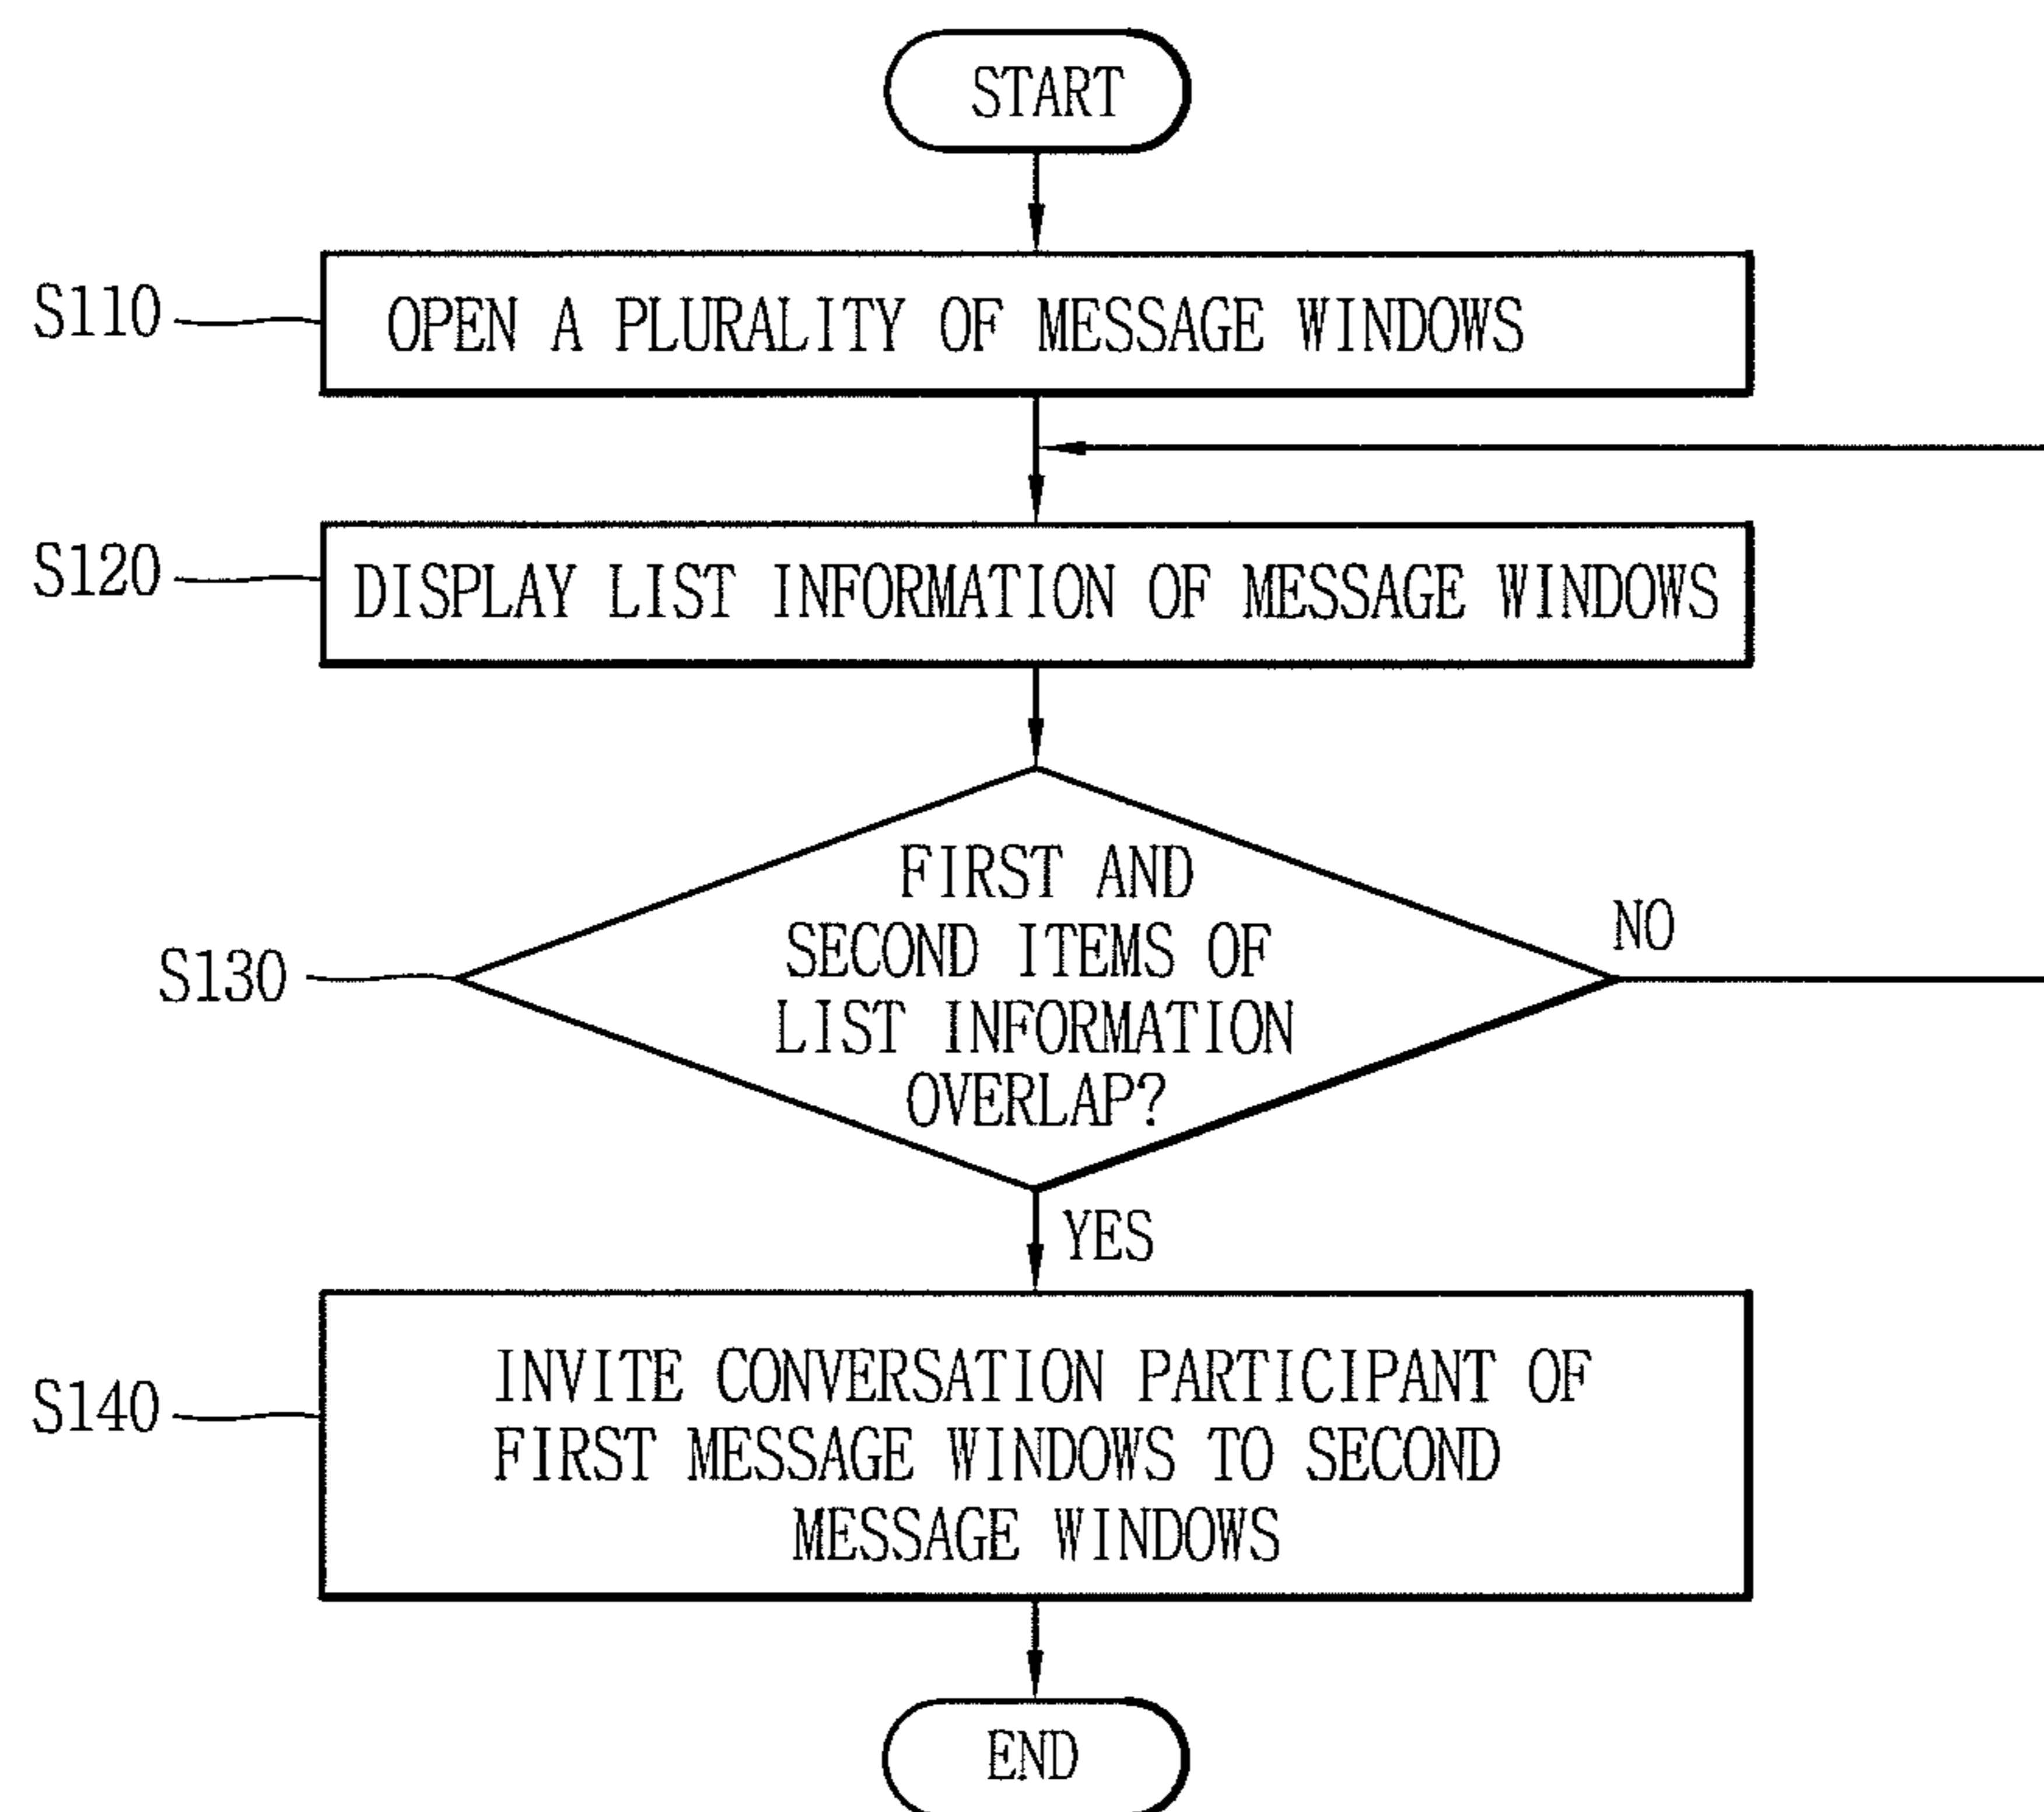 START
S110
OPEN A PLURALITY OF MESSAGE WINDOWS
S120
DISPLAY LIST INFORMATION OF MESSAGE WINDOWS
S130
FIRST AND
SECOND ITEMS OF
LIST INFORMATION
OVERLAP?
NO
YES
S140
INVITE CONVERSATION PARTICIPANT OF
FIRST MESSAGE WINDOWS TO SECOND
MESSAGE WINDOWS
END